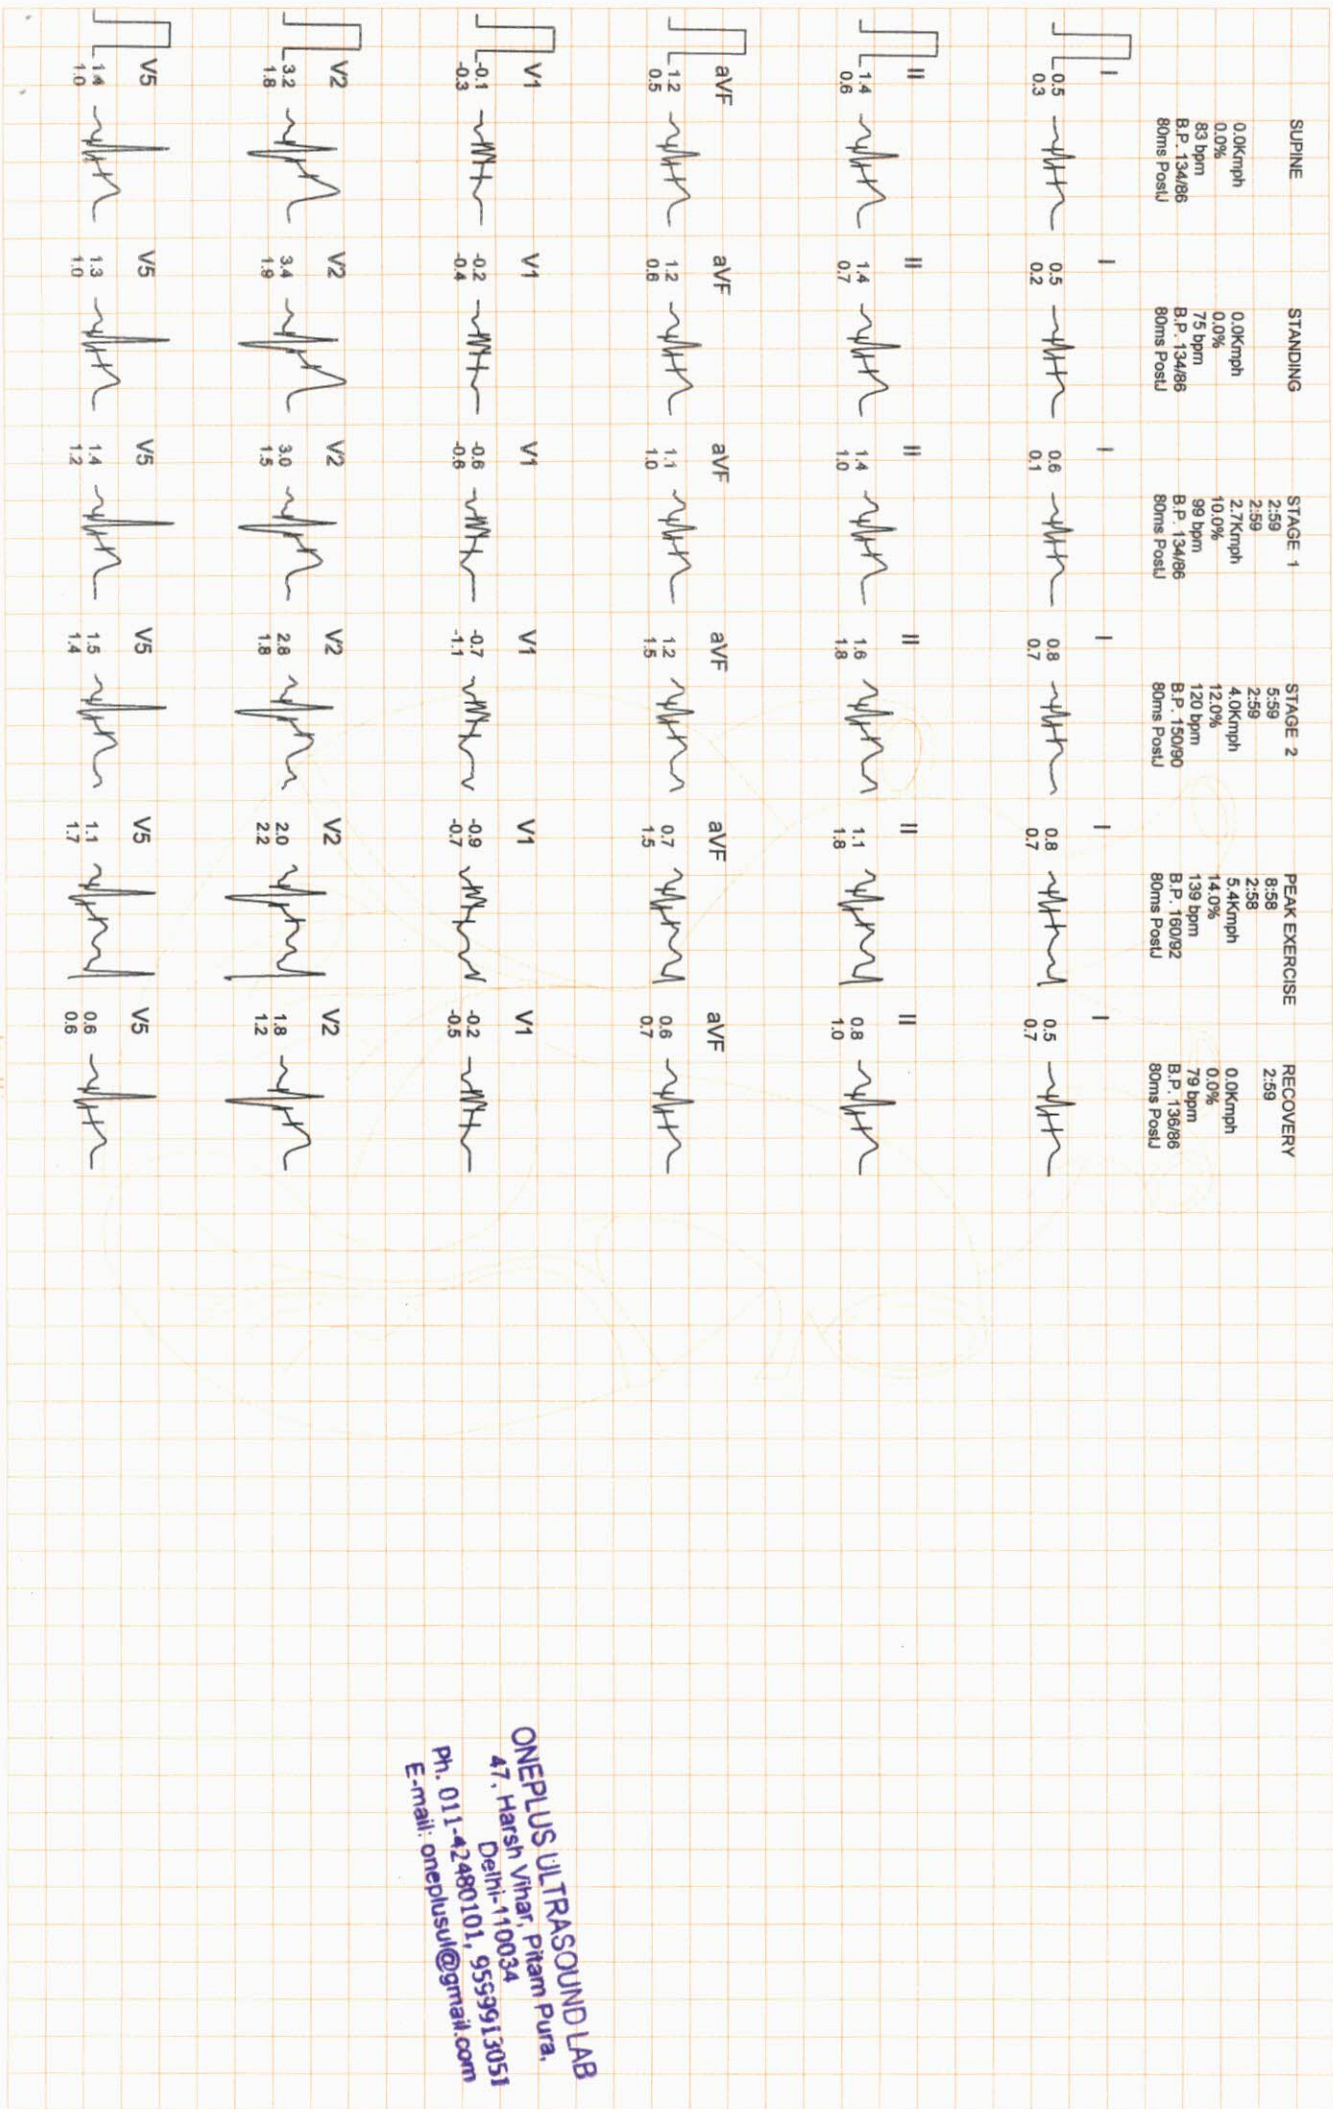 SUPINE
0.0Kmph
0.0%
83 bpm
B.P. 134/86
80ms PostJ
I
0.5
0.3
II
1.4
0.6
aVF
1.2
0.5
V1
-0.1
-0.3
V2
3.2
1.8
V5
1.4
1.0
STANDING
0.0Kmph
0.0%
75 bpm
B.P. 134/86
80ms PostJ
I
0.5
0.2
II
1.4
0.7
aVF
1.2
0.6
V1
-0.2
-0.4
V2
3.4
1.9
V5
1.3
1.0
STAGE 1
2:59
2:59
2.7Kmph
10.0%
99 bpm
B.P. 134/86
80ms PostJ
I
0.6
0.1
II
1.4
1.0
aVF
1.1
1.0
V1
-0.6
-0.8
V2
3.0
1.5
V5
1.4
1.2
STAGE 2
5:59
2:59
4.0Kmph
12.0%
120 bpm
B.P. 150/90
80ms PostJ
I
0.8
0.7
II
1.6
1.8
aVF
1.2
1.5
V1
-0.7
-1.1
V2
2.8
1.8
V5
1.5
1.4
PEAK EXERCISE
8:58
2:58
5.4Kmph
14.0%
139 bpm
B.P. 160/92
80ms PostJ
I
0.8
0.7
II
1.1
1.8
aVF
0.7
1.5
V1
-0.9
-0.7
V2
2.0
2.2
V5
1.1
1.7
RECOVERY
2:59
0.0Kmph
0.0%
79 bpm
B.P. 136/86
80ms PostJ
I
0.5
0.7
II
0.8
1.0
aVF
0.6
0.7
V1
-0.2
-0.5
V2
1.8
1.2
V5
0.6
0.6
ONEPLUS ULTRASOUND LAB
47, Harsh Vihar, Pitam Pura,
Delhi-110034
Ph. 011-42480101, 9599913051
E-mail: oneplusul@gmail.com